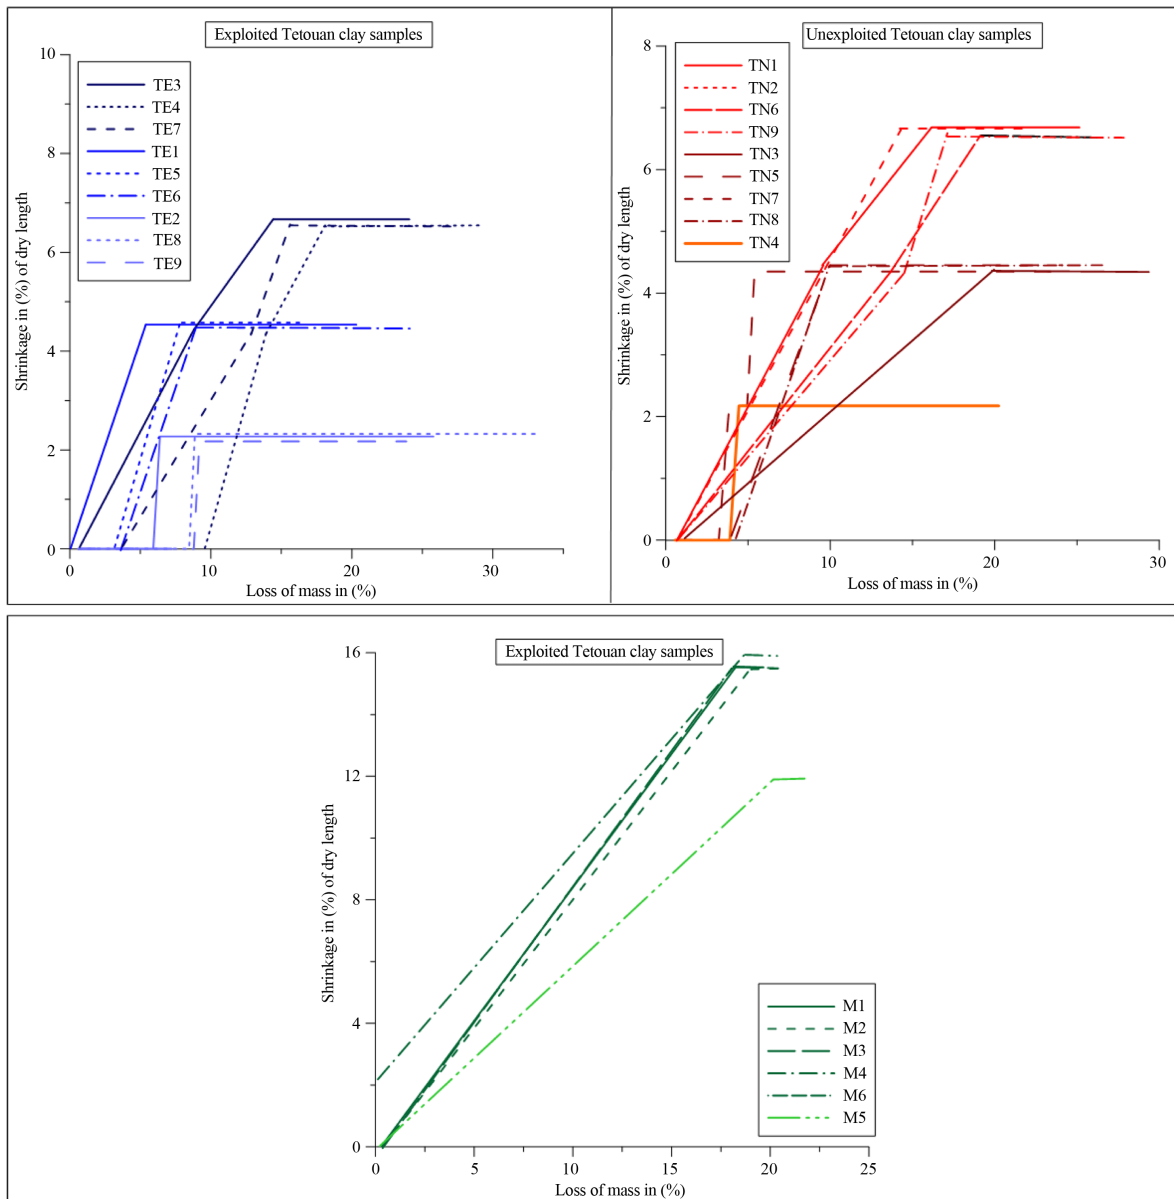 Exploited Tetouan clay samples
10
8
6
4
2
0
Shrinkage in (%) of dry length
TE3
TE4
TE7
TE1
TE5
TE6
TE2
TE8
TE9
0
10
20
30
Loss of mass in (%)
Unexploited Tetouan clay samples
8
6
4
2
0
Shrinkage in (%) of dry length
TN1
TN2
TN6
TN9
TN3
TN5
TN7
TN8
TN4
0
10
20
30
Loss of mass in (%)
Exploited Tetouan clay samples
16
12
8
4
0
Shrinkage in (%) of dry length
M1
M2
M3
M4
M6
M5
0
5
10
15
20
25
Loss of mass in (%)